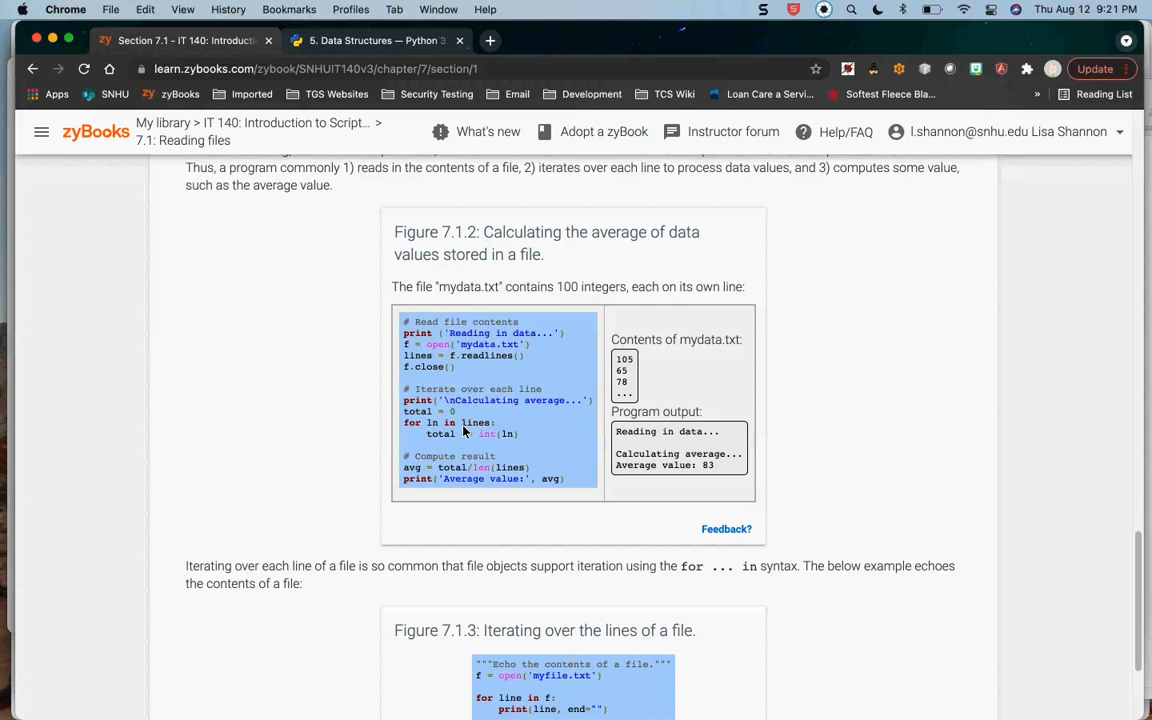 Chrome File Edit View History Bookmarks Profiles Tab Window Help Thu Aug 12 9:21 PM
Section 7.1 - IT 140: Introducti 5. Data Structures — Python 3
learn.zybooks.com/zybook/SNHUIT140v3/chapter/7/section/1 Update
Apps SNHU zyBooks Imported TGS Websites Security Testing Email Development TCS Wiki Loan Care a Servi... Softest Fleece Bla... » Reading List
zyBooks My library > IT 140: Introduction to Script... >
7.1: Reading files
What's new Adopt a zyBook Instructor forum Help/FAQ l.shannon@snhu.edu Lisa Shannon
Thus, a program commonly 1) reads in the contents of a file, 2) iterates over each line to process data values, and 3) computes some value,
such as the average value.
Figure 7.1.2: Calculating the average of data
values stored in a file.
The file "mydata.txt" contains 100 integers, each on its own line:
# Read file contents
print ('Reading in data...')
f = open('mydata.txt')
lines = f.readlines()
f.close()
# Iterate over each line
print('\nCalculating average...')
total = 0
for ln in lines:
total int(ln)
# Compute result
avg = total/len(lines)
print('Average value:', avg)
Contents of mydata.txt:
105
65
78
...
Program output:
Reading in data...
Calculating average...
Average value: 83
Feedback?
Iterating over each line of a file is so common that file objects support iteration using the for ... in syntax. The below example echoes
the contents of a file:
Figure 7.1.3: Iterating over the lines of a file.
"""Echo the contents of a file."""
f = open('myfile.txt')
for line in f:
print(line, end="")